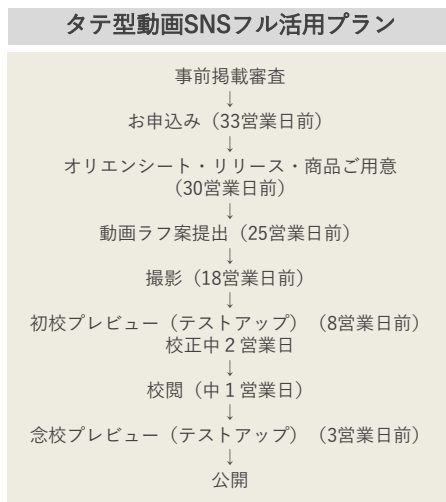 タテ型動画SNSフル活用プラン
事前掲載審査
↓
お申込み（33営業日前）
↓
オリエンシート・リリース・商品ご用意
（30営業日前）
↓
動画ラフ案提出（25営業日前）
↓
撮影（18営業日前）
↓
初校プレビュー（テストアップ）（8営業日前）
校正中２営業日
↓
校閲（中１営業日）
↓
念校プレビュー（テストアップ）（3営業日前）
↓
公開